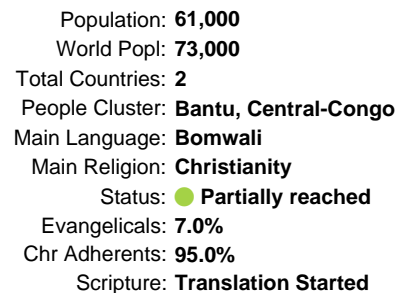 Population: 61,000
World Popl: 73,000
Total Countries: 2
People Cluster: Bantu, Central-Congo
Main Language: Bomwali
Main Religion: Christianity
Status: Partially reached
Evangelicals: 7.0%
Chr Adherents: 95.0%
Scripture: Translation Started